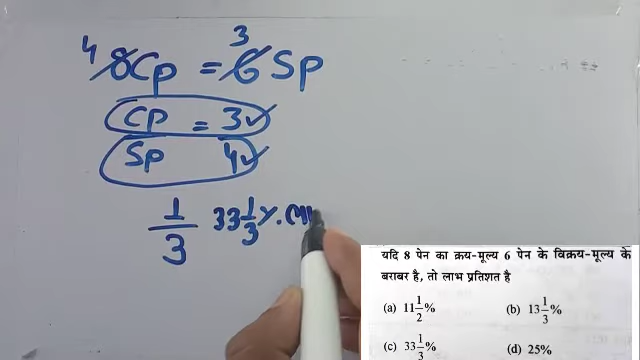 4 3
8Cp = 6 Sp
Cp = 3✓
Sp 4✓
1/3 33 1/3 %.
यदि 8 पेन का क्रय-मूल्य 6 पेन के विक्रय-मूल्य के
बराबर है, तो लाभ प्रतिशत है
(a) 11 1/2 % (b) 13 1/3 %
(c) 33 1/3 % (d) 25%